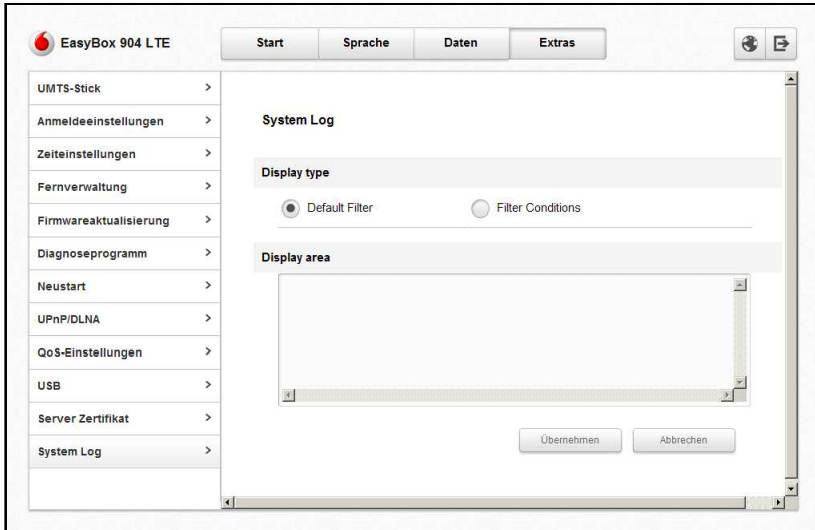 EasyBox 904 LTE
Start
Sprache
Daten
Extras
UMTS-Stick
Anmeldeeinstellungen
Zeiteinstellungen
Fernverwaltung
Firmwareaktualisierung
Diagnoseprogramm
Neustart
UPnP/DLNA
QoS-Einstellungen
USB
Server Zertifikat
System Log
System Log
Display type
Default Filter
Filter Conditions
Display area
Übernehmen
Abbrechen